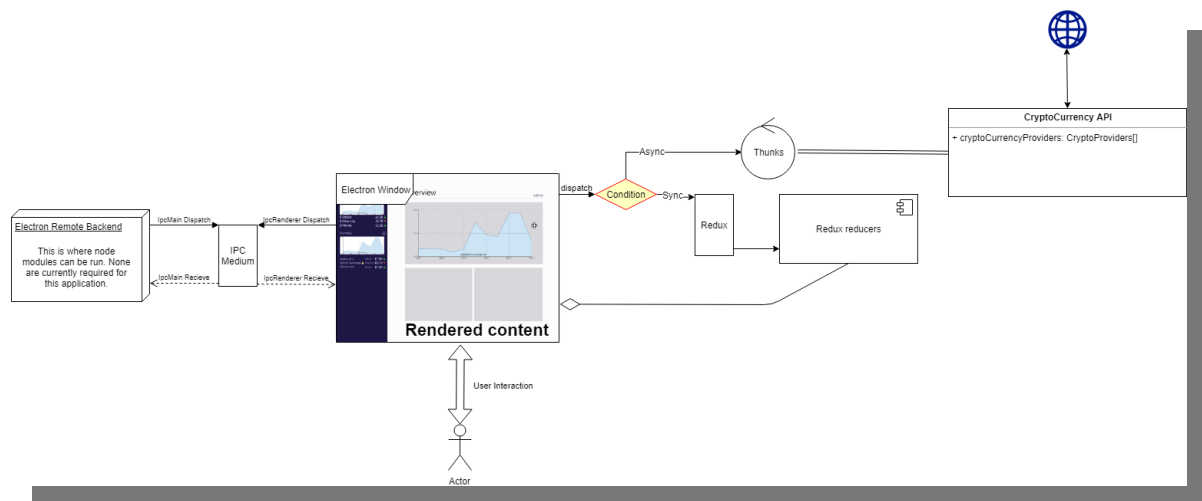 CryptoCurrency API
+ cryptoCurrencyProviders: CryptoProviders[]
Async
Thunks
Electron Window
Overview
dispatch
Condition
Sync
Redux
Redux reducers
Electron Remote Backend
This is where node
modules can be run. None
are currently required for
this application.
IpcMain Dispatch
IpcRenderer Dispatch
IPC
Medium
IpcMain Recieve
IpcRenderer Recieve
Rendered content
User Interaction
Actor